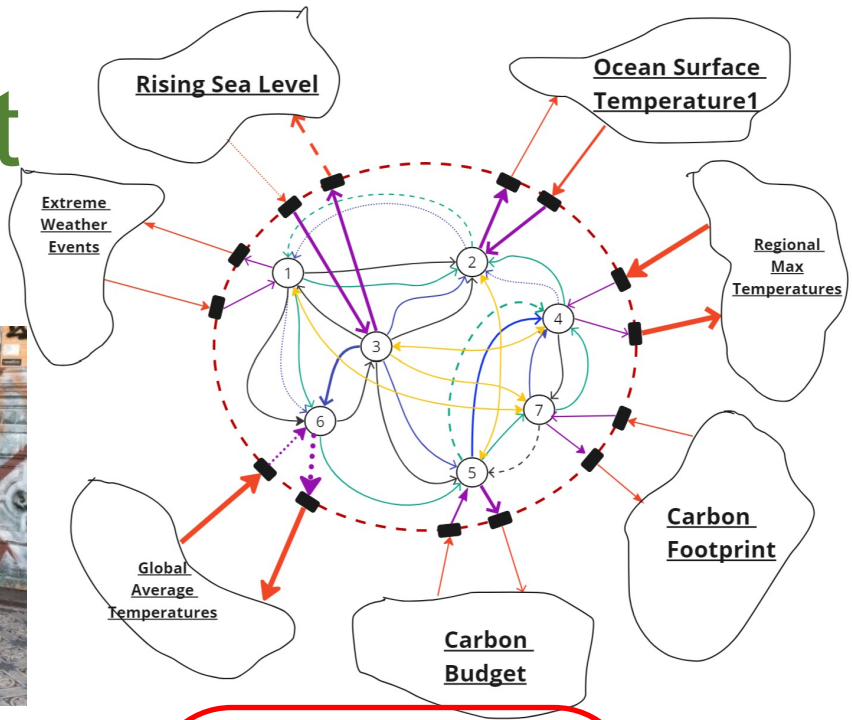 t
Rising Sea Level
Ocean Surface
Temperature1
Extreme
Weather
Events
Regional
Max
Temperatures
1
2
3
4
5
6
7
Global
Average
Temperatures
Carbon
Footprint
Carbon
Budget